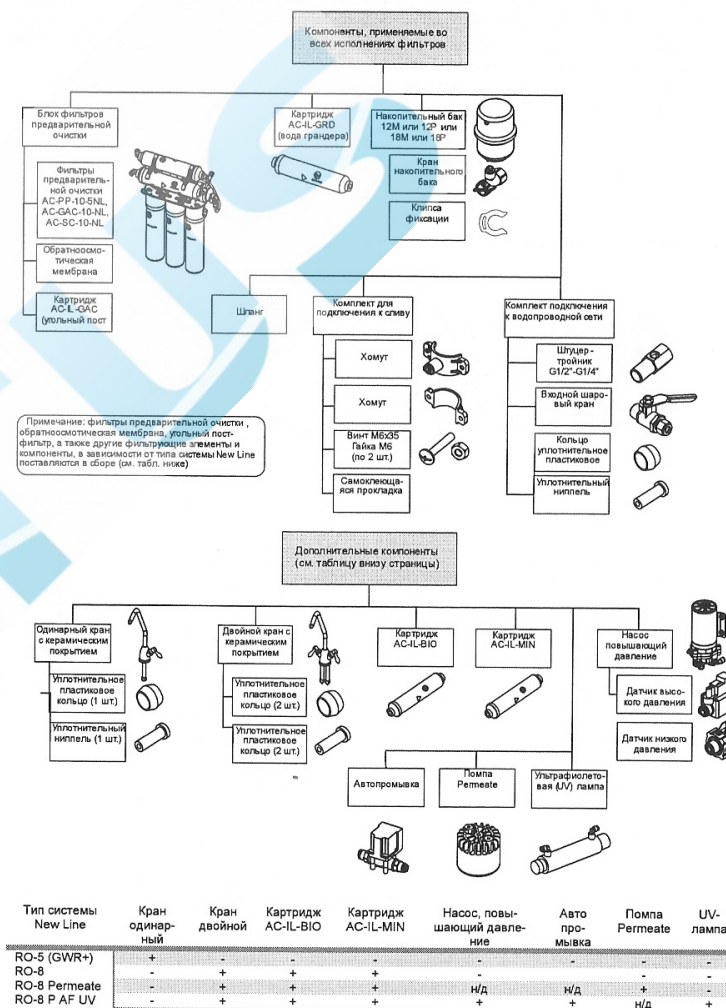 Компоненты, применяемые во
всех исполнениях фильтров
Блок фильтров
предварительной
очистки
Фильтры
предваритель-
ной очистки
AC-PP-10-5NL,
AC-GAC-10-NL,
AC-SC-10-NL
Обратноосмо-
тическая
мембрана
Картридж
AC-IL-GAC
(угольный пост
Картридж
AC-IL-GRD
(вода грандера)
Накопительный бак
12M или 12P или
18M или 18P
Кран
накопительного
бака
Клипса
фиксации
Шланг
Комплект для
подключения к сливу
Хомут
Хомут
Винт М6х35
Гайка М6
(по 2 шт.)
Самоклеюща-
яся прокладка
Комплект подключения
к водопроводной сети
Штуцер-
тройник
G1/2"-G1/4"
Входной шаро-
вый кран
Кольцо
уплотнительное
пластиковое
Уплотнительный
ниппель
Примечание: фильтры предварительной очистки ,
обратноосмотическая мембрана, угольный пост-
фильтр, а также другие фильтрующие элементы и
компоненты, в зависимости от типа системы New Line
поставляются в сборе (см. табл. ниже)
Дополнительные компоненты
(см. таблицу внизу страницы)
Одинарный кран
с керамическим
покрытием
Уплотнительное
пластиковое
кольцо (1 шт.)
Уплотнительный
ниппель (1 шт.)
Двойной кран с
керамическим
покрытием
Уплотнительное
пластиковое
кольцо (2 шт.)
Уплотнительное
пластиковое
кольцо (2 шт.)
Картридж
AC-IL-BIO
Картридж
AC-IL-MIN
Насос
повышающий
давление
Датчик высо-
кого давления
Датчик низкого
давления
Автопромывка
Помпа
Permeate
Ультрафиолето-
вая (UV) лампа
Тип системы New Line Кран одинар-ный Кран двойной Картридж AC-IL-BIO Картридж AC-IL-MIN Насос, повы-шающий давле-ние Авто про-мывка Помпа Permeate UV-лампа
RO-5 (GWR+) + - - - - - - -
RO-8 - + + + - - - -
RO-8 Permeate - + + + н/д н/д + -
RO-8 P AF UV - + + + + + н/д +